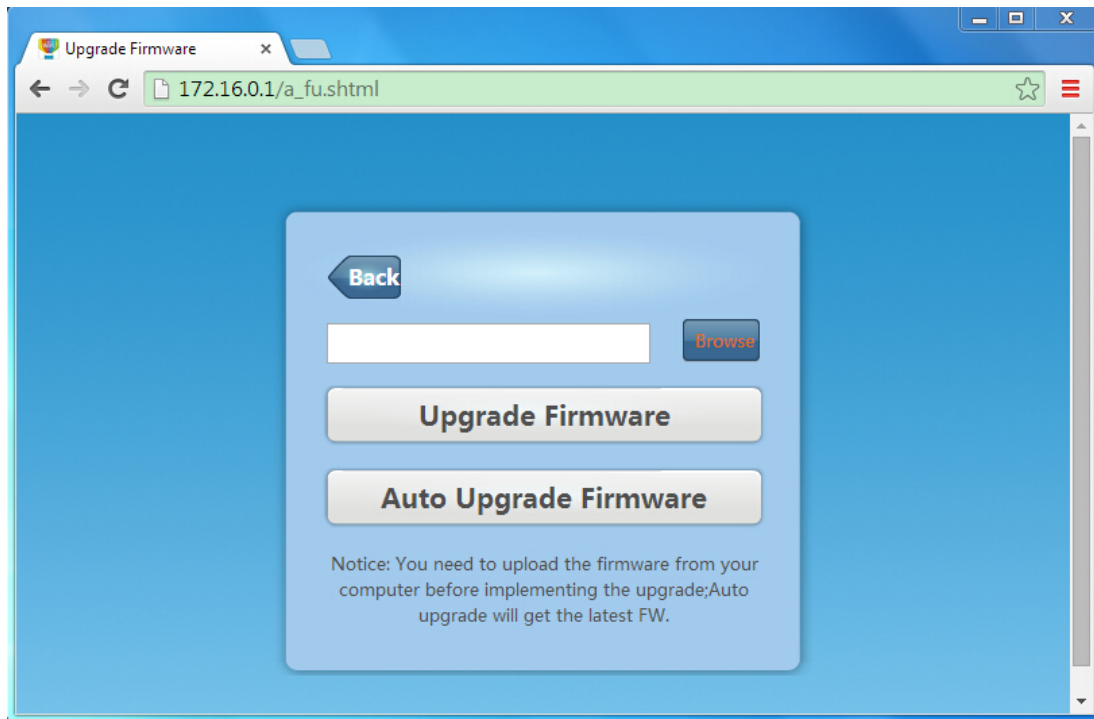 Upgrade Firmware
172.16.0.1/a_fu.shtml
Back
Browse
Upgrade Firmware
Auto Upgrade Firmware
Notice: You need to upload the firmware from your
computer before implementing the upgrade;Auto
upgrade will get the latest FW.